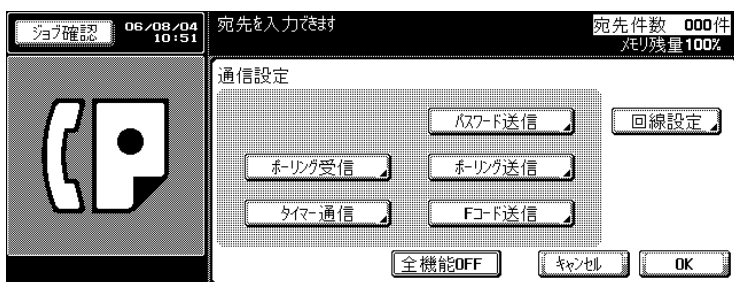 ジョブ確認
06/08/04
10:51
宛先を入力できます
宛先件数 000件
メモリ残量100%
通信設定
パスワード送信
回線設定
ポーリング受信
ポーリング送信
タイマー通信
Fコード送信
全機能OFF
キャンセル
OK